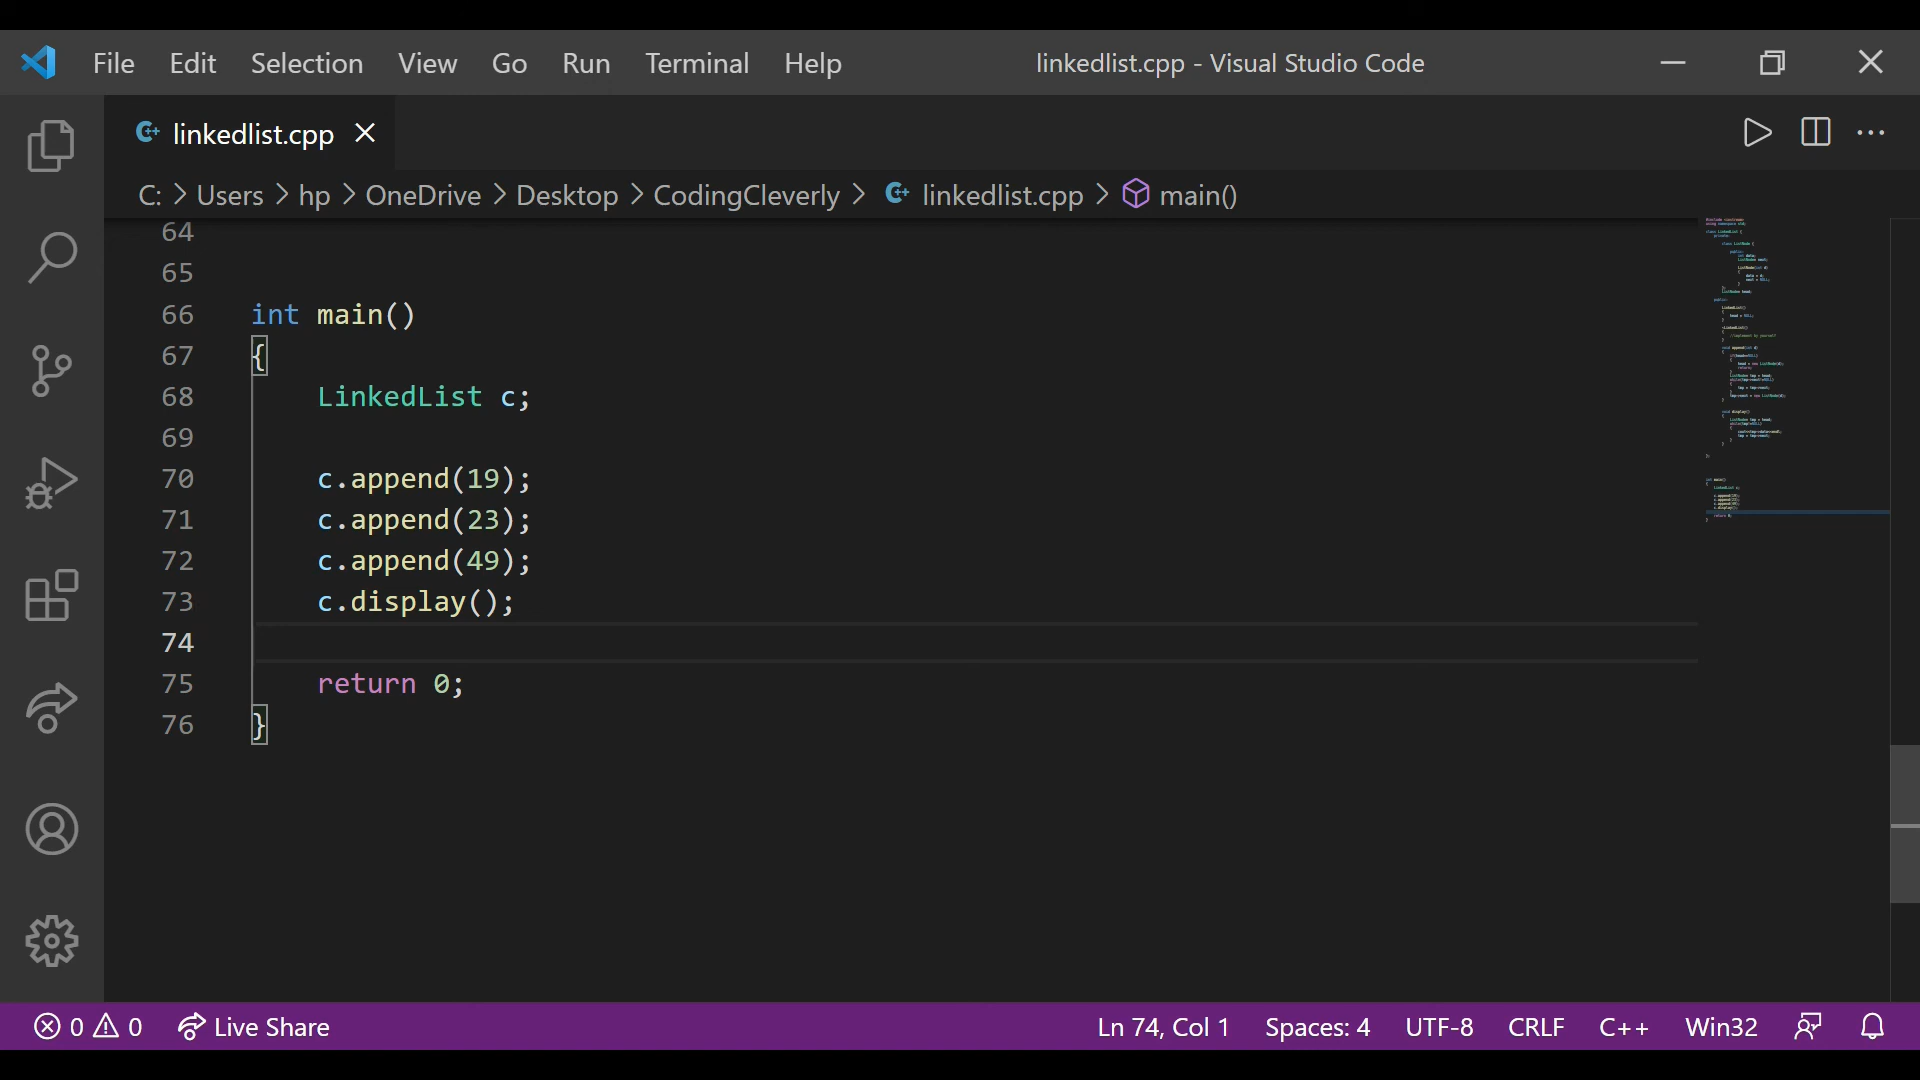 File Edit Selection View Go Run Terminal Help linkedlist.cpp - Visual Studio Code
linkedlist.cpp
C: > Users > hp > OneDrive > Desktop > CodingCleverly > linkedlist.cpp > main()
64
65
66 int main()
67 {
68 LinkedList c;
69
70 c.append(19);
71 c.append(23);
72 c.append(49);
73 c.display();
74
75 return 0;
76 }
0 0 Live Share Ln 74, Col 1 Spaces: 4 UTF-8 CRLF C++ Win32